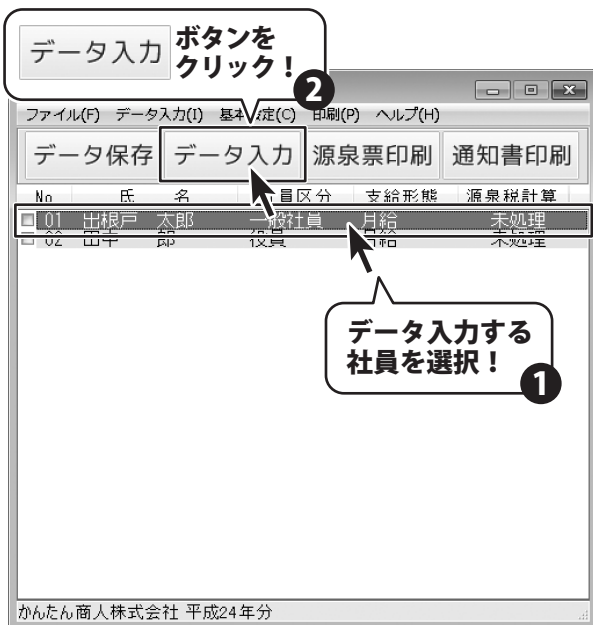 データ入力 ボタンを
クリック!
2
ファイル(F) データ入力(I) 基本設定(C) 印刷(P) ヘルプ(H)
データ保存 データ入力 源泉票印刷 通知書印刷
No 氏 名 員区分 支給形態 源泉税計算
01 出根戸 太郎 一般社員 月給 未処理
02 田中 郎 役員 月給 未処理
データ入力する
社員を選択!
1
かんたん商人株式会社 平成24年分